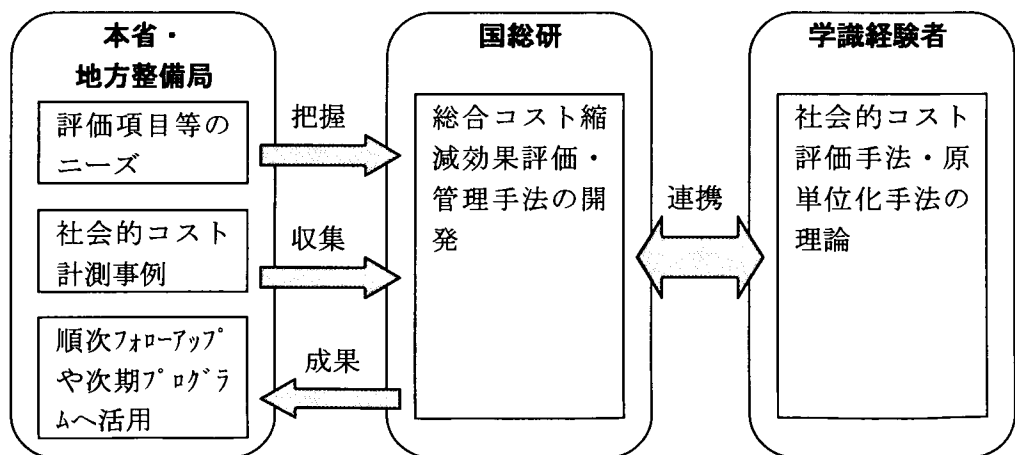 本省・
地方整備局
評価項目等の
ニーズ
社会的コスト
計測事例
順次ﾌｫﾛｰｱｯﾌﾟ
や次期ﾌﾟﾛｸﾞﾗ
ﾑへ活用
把握
収集
成果
国総研
総合コスト縮
減効果評価・
管理手法の開
発
連携
学識経験者
社会的コスト
評価手法・原
単位化手法の
理論